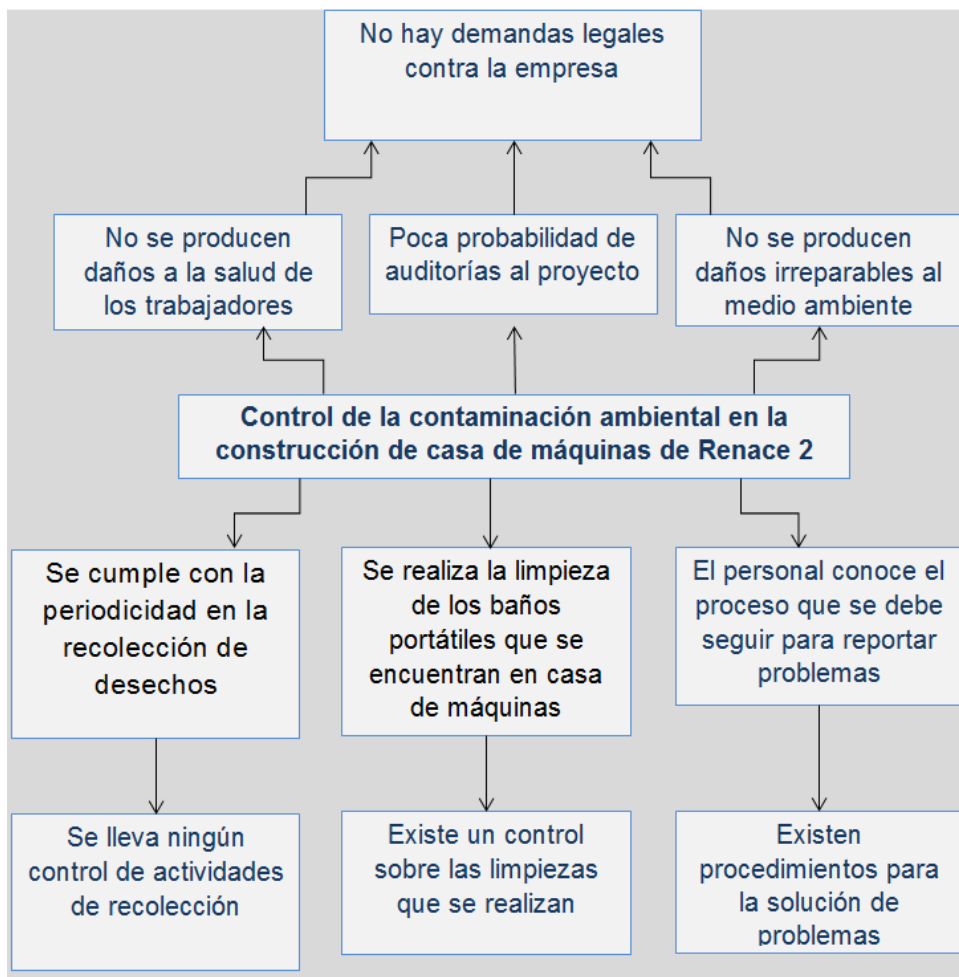 No hay demandas legales
contra la empresa
No se producen
daños a la salud de
los trabajadores
Poca probabilidad de
auditorías al proyecto
No se producen
daños irreparables al
medio ambiente
Control de la contaminación ambiental en la
construcción de casa de máquinas de Renace 2
Se cumple con la
periodicidad en la
recolección de
desechos
Se realiza la limpieza
de los baños
portátiles que se
encuentran en casa
de máquinas
El personal conoce el
proceso que se debe
seguir para reportar
problemas
Se lleva ningún
control de actividades
de recolección
Existe un control
sobre las limpiezas
que se realizan
Existen
procedimientos para
la solución de
problemas